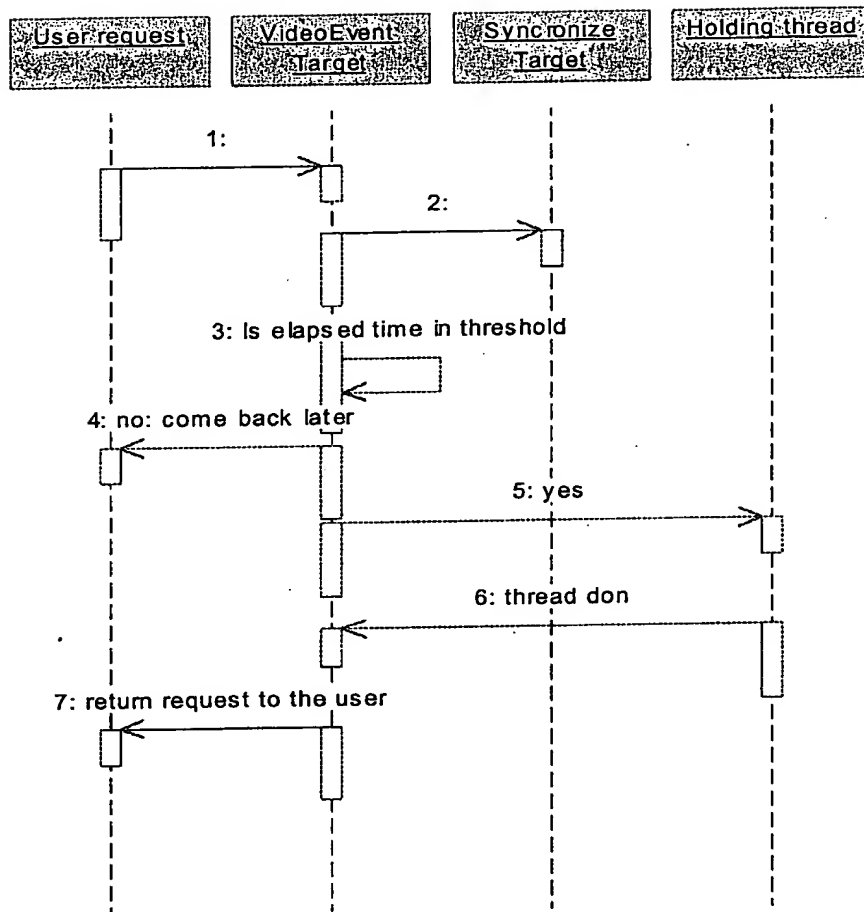 User request
VideoEvent
Target
Syncronize
Target
Holding thread
1:
2:
3: Is elapsed time in threshold
4: no: come back later
5: yes
6: thread don
7: return request to the user